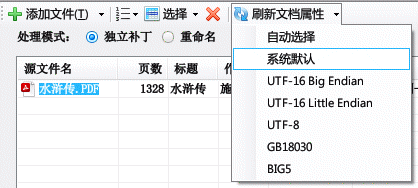 添加文件(T) 选择 刷新文档属性
处理模式: 独立补丁 重命名
源文件名 页数 标题
水浒传.PDF 1328 水浒传 施
自动选择
系统默认
UTF-16 Big Endian
UTF-16 Little Endian
UTF-8
GB18030
BIG5